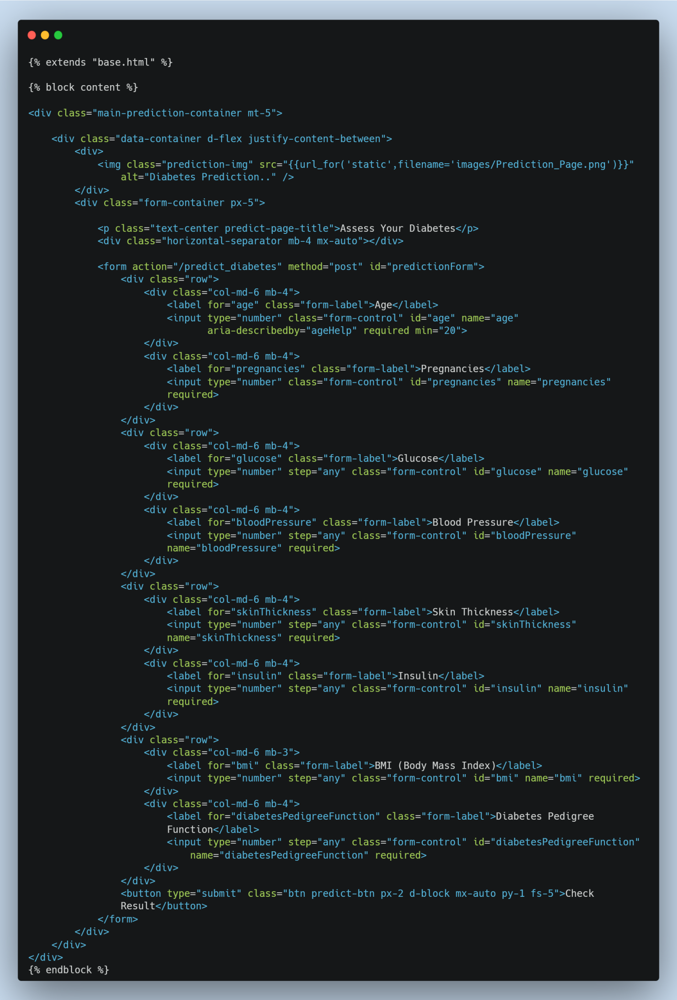 {% extends "base.html" %}

{% block content %}

<div class="main-prediction-container mt-5">

    <div class="data-container d-flex justify-content-between">
        <div>
            <img class="prediction-img" src="{{url_for('static',filename='images/Prediction_Page.png')}}"
                alt="Diabetes Prediction.." />
        </div>
        <div class="form-container px-5">

            <p class="text-center predict-page-title">Assess Your Diabetes</p>
            <div class="horizontal-separator mb-4 mx-auto"></div>

            <form action="/predict_diabetes" method="post" id="predictionForm">
                <div class="row">
                    <div class="col-md-6 mb-4">
                        <label for="age" class="form-label">Age</label>
                        <input type="number" class="form-control" id="age" name="age"
                               aria-describedby="ageHelp" required min="20">
                    </div>
                    <div class="col-md-6 mb-4">
                        <label for="pregnancies" class="form-label">Pregnancies</label>
                        <input type="number" class="form-control" id="pregnancies" name="pregnancies"
                        required>
                    </div>
                </div>
                <div class="row">
                    <div class="col-md-6 mb-4">
                        <label for="glucose" class="form-label">Glucose</label>
                        <input type="number" step="any" class="form-control" id="glucose" name="glucose"
                        required>
                    </div>
                    <div class="col-md-6 mb-4">
                        <label for="bloodPressure" class="form-label">Blood Pressure</label>
                        <input type="number" step="any" class="form-control" id="bloodPressure"
                        name="bloodPressure" required>
                    </div>
                </div>
                <div class="row">
                    <div class="col-md-6 mb-4">
                        <label for="skinThickness" class="form-label">Skin Thickness</label>
                        <input type="number" step="any" class="form-control" id="skinThickness"
                        name="skinThickness" required>
                    </div>
                    <div class="col-md-6 mb-4">
                        <label for="insulin" class="form-label">Insulin</label>
                        <input type="number" step="any" class="form-control" id="insulin" name="insulin"
                        required>
                    </div>
                </div>
                <div class="row">
                    <div class="col-md-6 mb-3">
                        <label for="bmi" class="form-label">BMI (Body Mass Index)</label>
                        <input type="number" step="any" class="form-control" id="bmi" name="bmi" required>
                    </div>
                    <div class="col-md-6 mb-4">
                        <label for="diabetesPedigreeFunction" class="form-label">Diabetes Pedigree
                        Function</label>
                        <input type="number" step="any" class="form-control" id="diabetesPedigreeFunction"
                            name="diabetesPedigreeFunction" required>
                    </div>
                </div>
                <button type="submit" class="btn predict-btn px-2 d-block mx-auto py-1 fs-5">Check
                Result</button>
            </form>
        </div>
    </div>
</div>
{% endblock %}